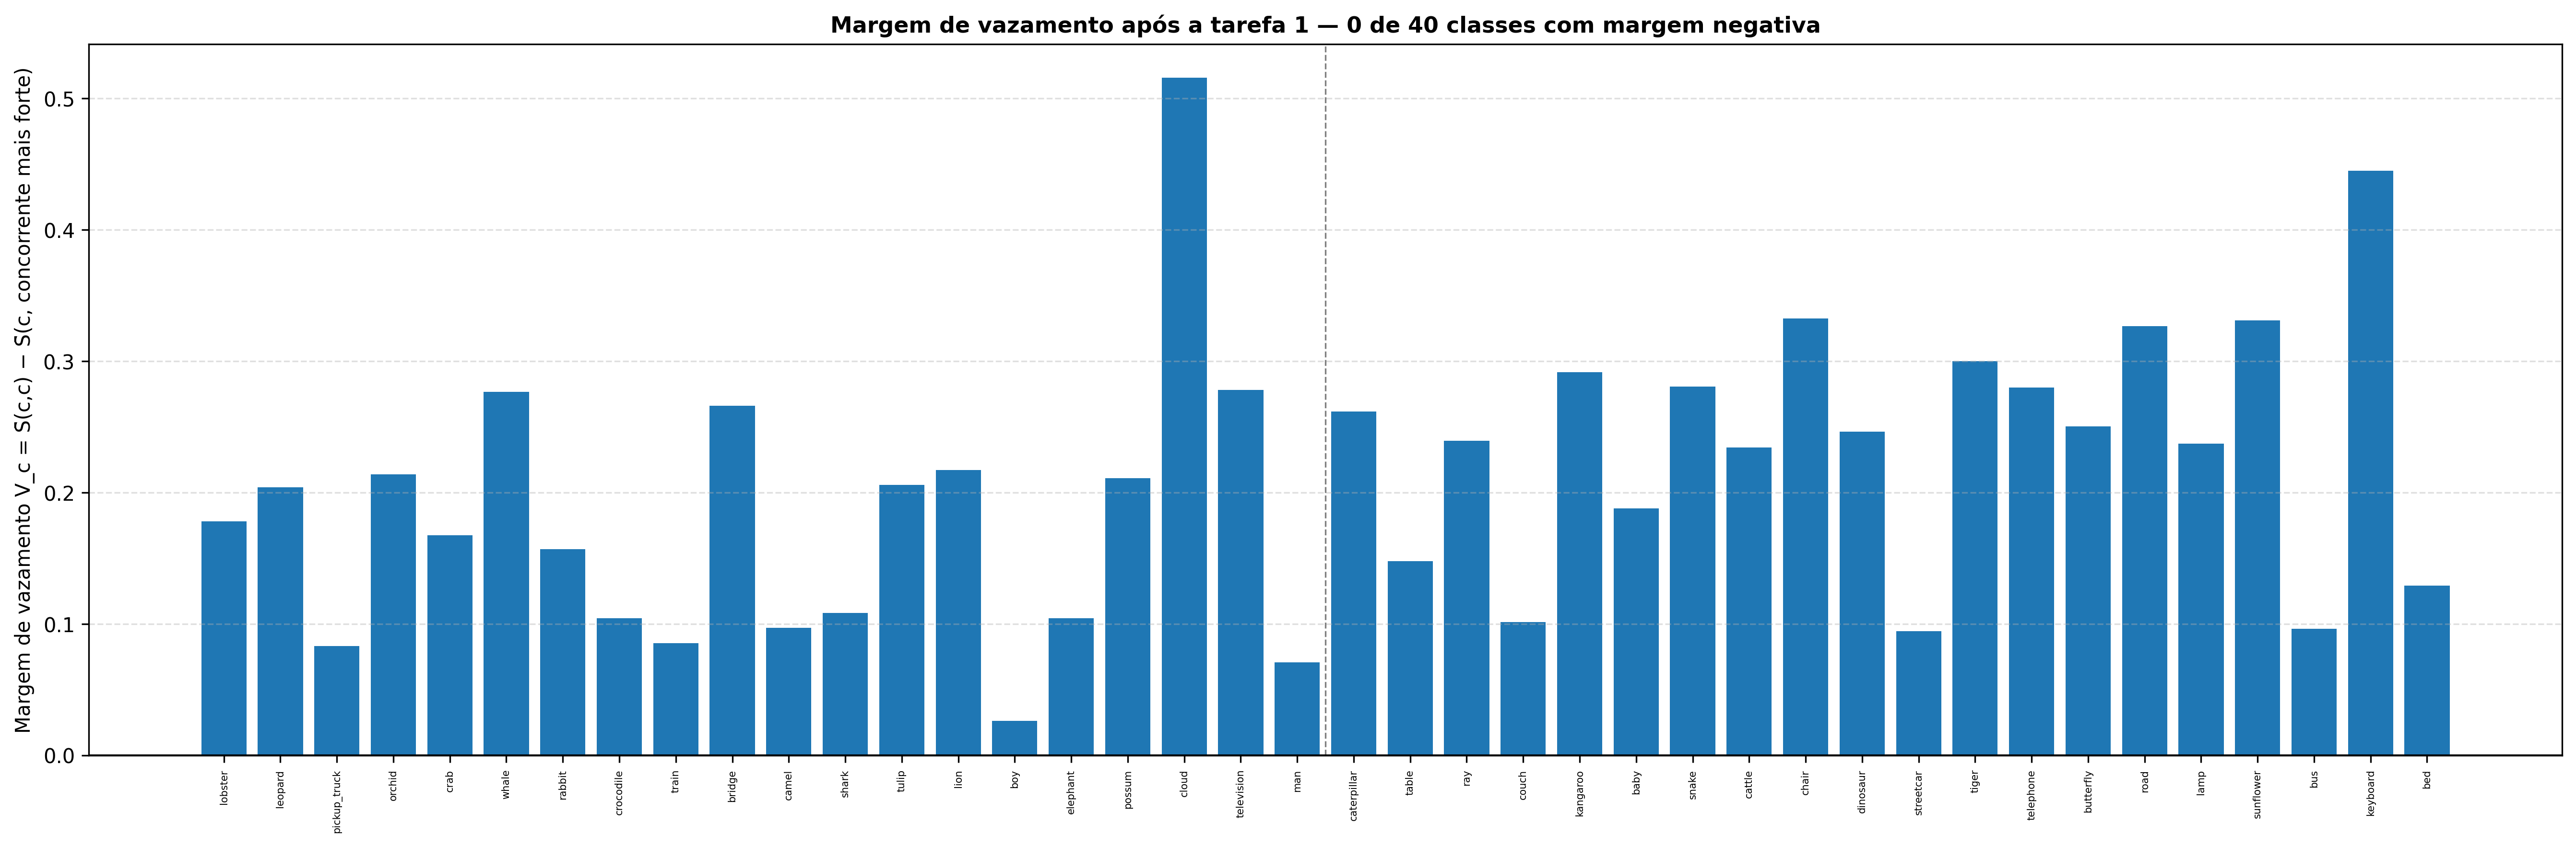 Margem de vazamento após a tarefa 1 — 0 de 40 classes com margem negativa
Margem de vazamento V_c = S(c,c) − S(c, concorrente mais forte)
0.5
0.4
0.3
0.2
0.1
0.0
lobster
leopard
pickup_truck
orchid
crab
whale
rabbit
crocodile
train
bridge
camel
shark
tulip
lion
boy
elephant
possum
cloud
television
man
caterpillar
table
ray
couch
kangaroo
baby
snake
cattle
chair
dinosaur
streetcar
tiger
telephone
butterfly
road
lamp
sunflower
bus
keyboard
bed